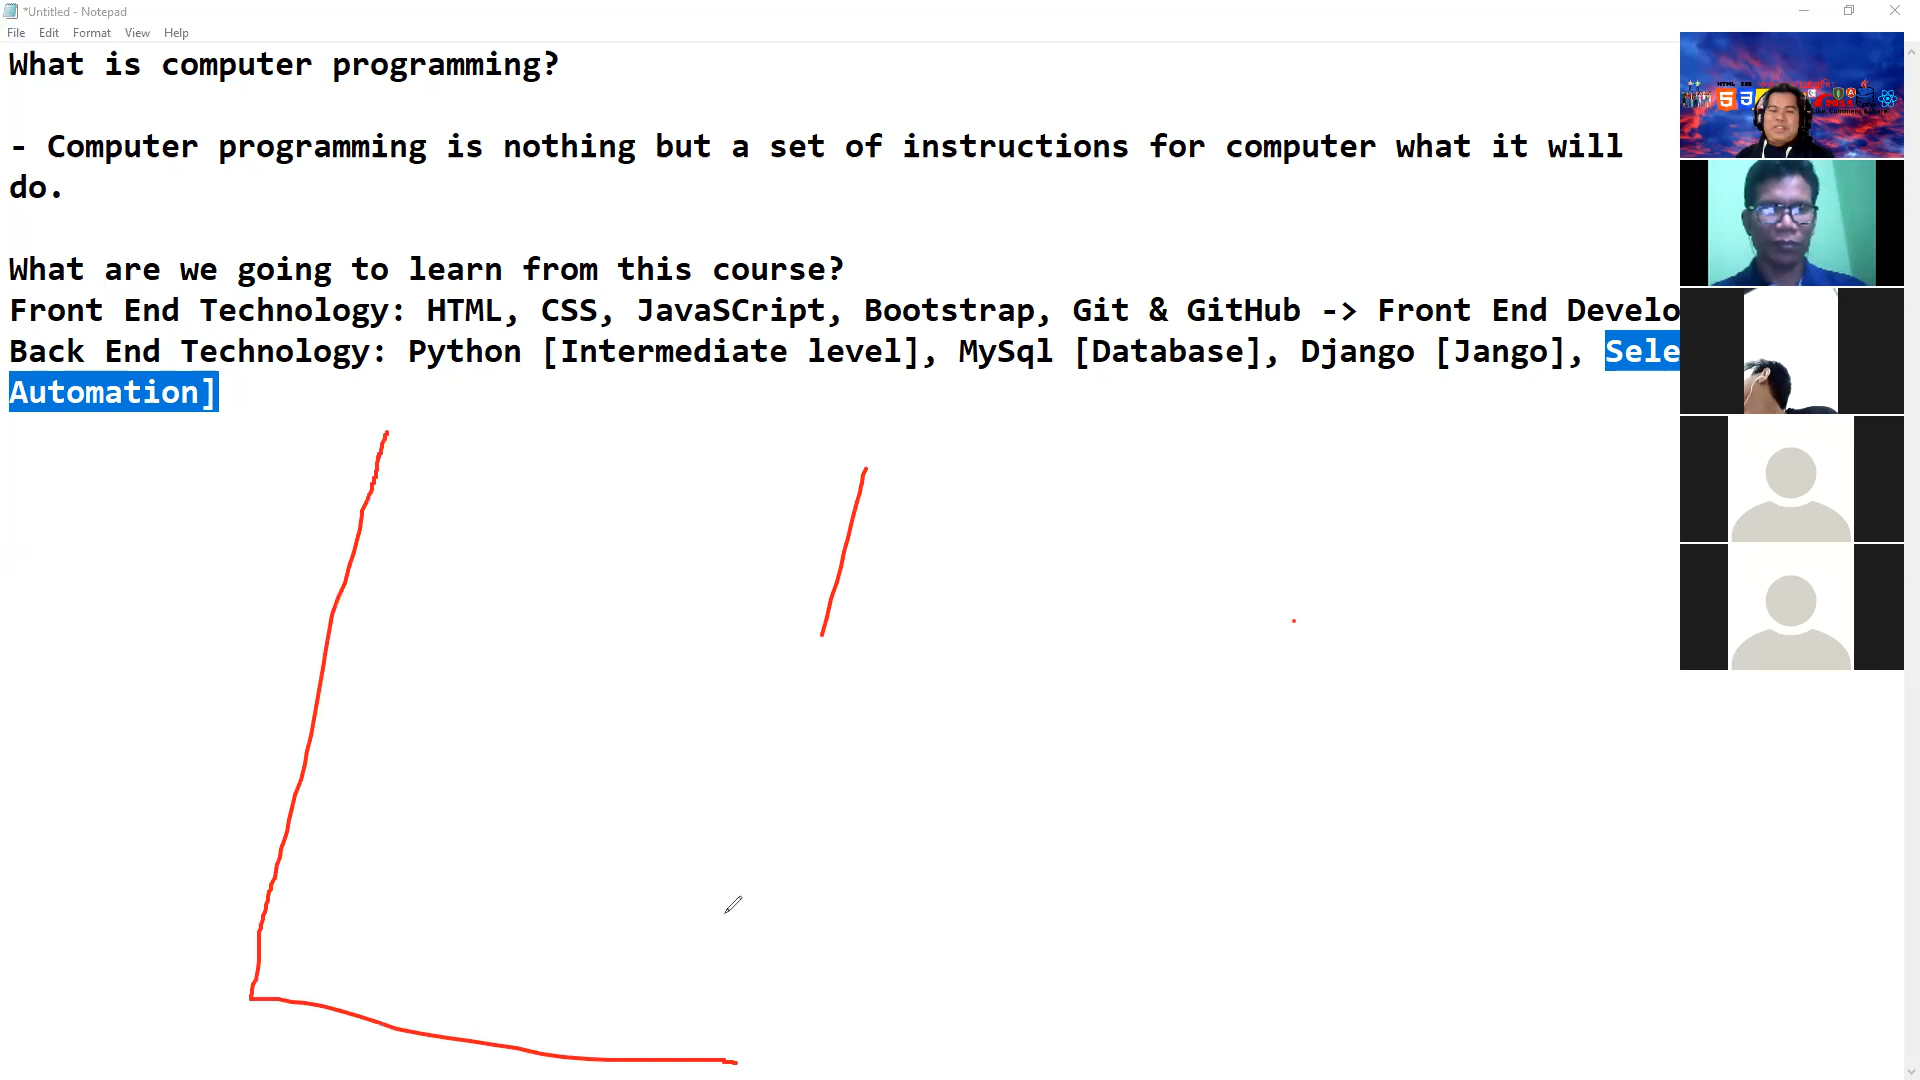 *Untitled - Notepad
File Edit Format View Help
What is computer programming?
- Computer programming is nothing but a set of instructions for computer what it will
do.
What are we going to learn from this course?
Front End Technology: HTML, CSS, JavaSCript, Bootstrap, Git & GitHub -> Front End Develo
Back End Technology: Python [Intermediate level], MySql [Database], Django [Jango], Sele
Automation]